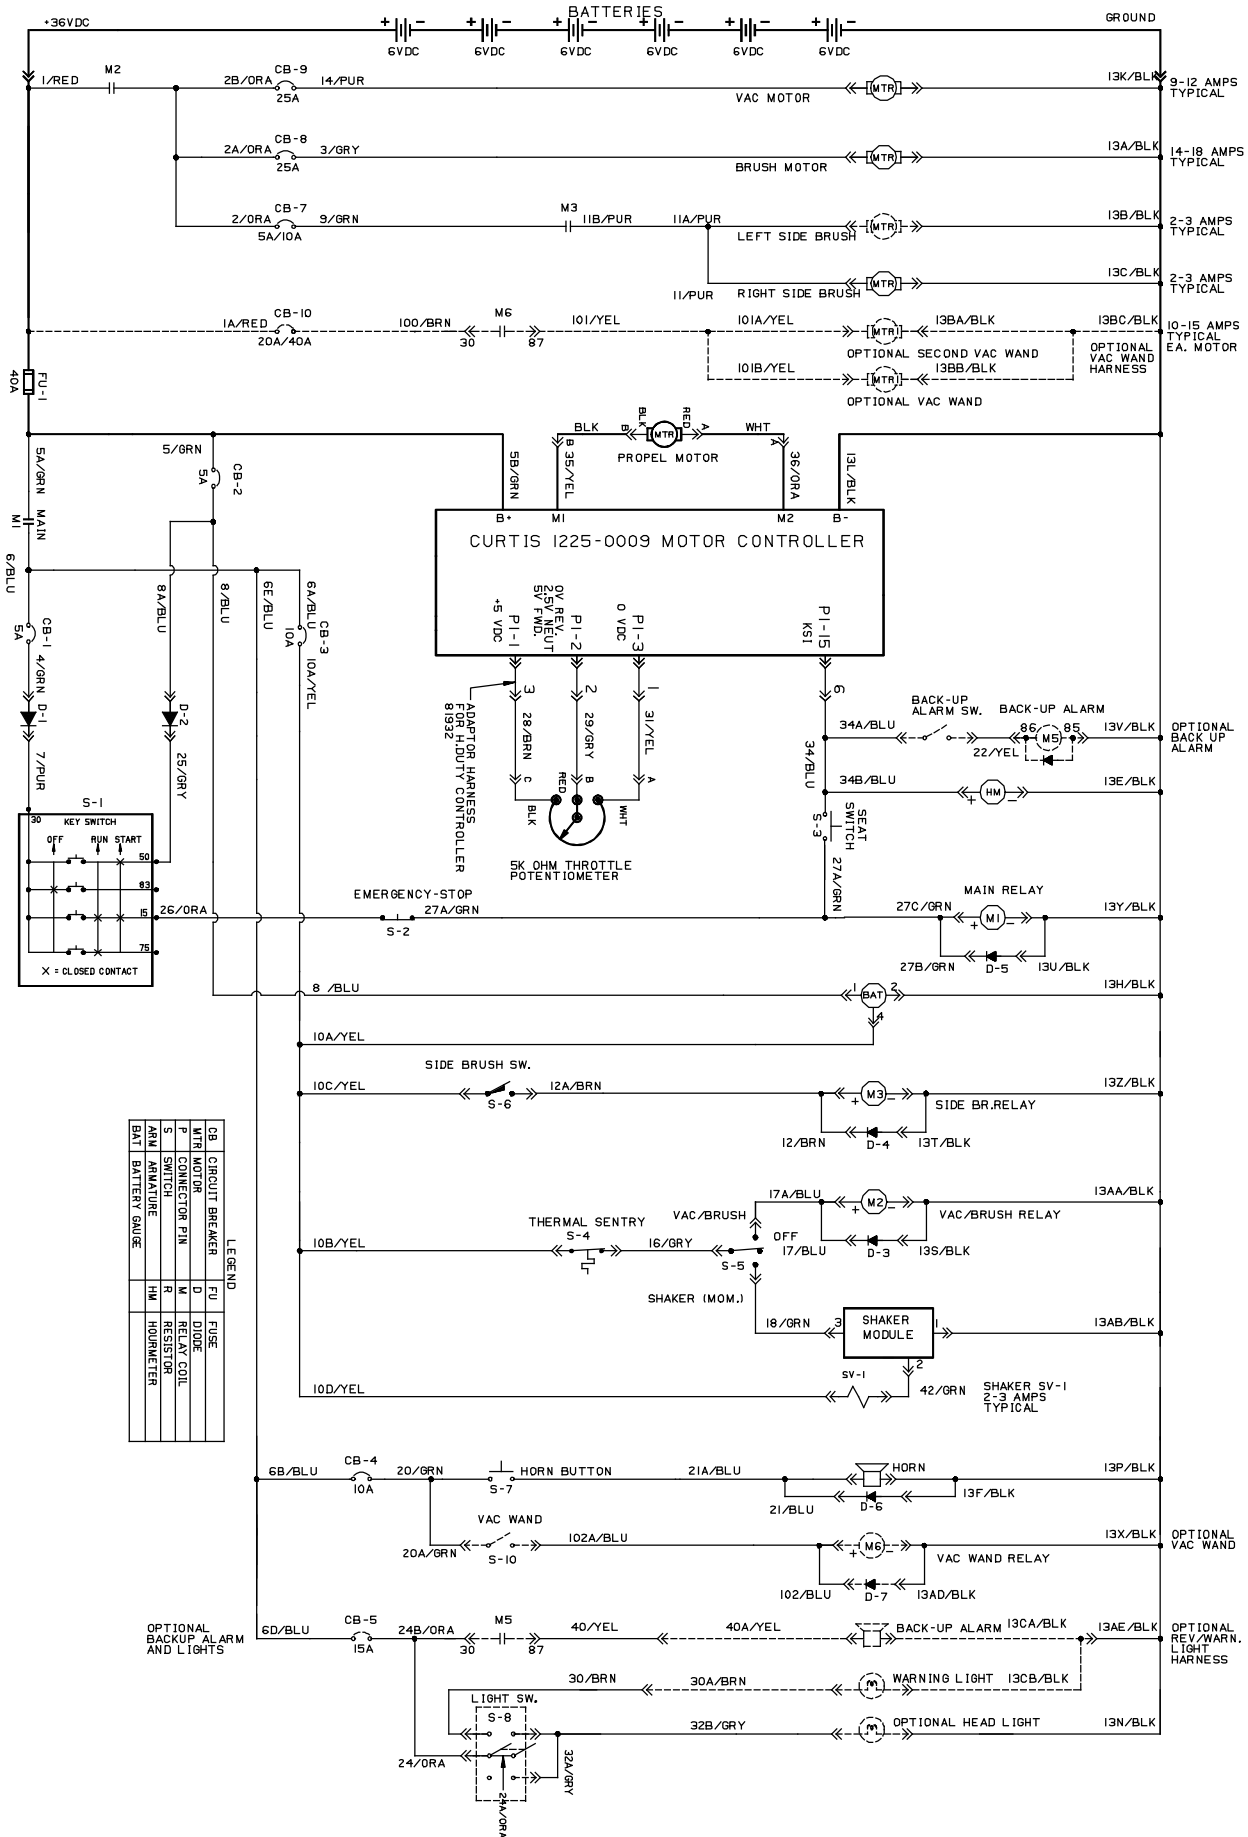 BATTERIES
+36VDC
GROUND
+ − + − + − + − + − + −
6VDC 6VDC 6VDC 6VDC 6VDC 6VDC
1/RED M2 2B/ORA CB-9 14/PUR 13K/BLK
25A
VAC MOTOR MTR
9-12 AMPS
TYPICAL
2A/ORA CB-8 3/GRY 13A/BLK
25A
BRUSH MOTOR MTR
14-18 AMPS
TYPICAL
2/ORA CB-7 9/GRN M3 11B/PUR 11A/PUR 13B/BLK
5A/10A
LEFT SIDE BRUSH MTR
2-3 AMPS
TYPICAL
11/PUR RIGHT SIDE BRUSH MTR 13C/BLK
2-3 AMPS
TYPICAL
1A/RED CB-10 100/BRN M6 101/YEL 101A/YEL MTR1 13BA/BLK 13BC/BLK
20A/40A 30 87
10-15 AMPS
TYPICAL
EA. MOTOR
OPTIONAL SECOND VAC WAND
OPTIONAL
VAC WAND
HARNESS
101B/YEL MTR1 13BB/BLK
OPTIONAL VAC WAND
FU-1
40A
BLK B BLK MTR RED A WHT
PROPEL MOTOR
5/GRN
CB-2
5A
5A/GRN MAIN
M1
6/BLU
5B/GRN
B 35/YEL
A 36/ORA
13L/BLK
B+ M1 M2 B-
CURTIS 1225-0009 MOTOR CONTROLLER
P1-1
+5 VDC
P1-2
0V REV.
2.5V NEUT
5V FWD.
P1-3
0 VDC
P1-15
KSI
8A/BLU
8/BLU
6E/BLU
6A/BLU
CB-3
10A
10A/YEL
CB-1
5A
4/GRN
D-1
7/PUR
D-2
25/GRY
3 2 1 6
28/BRN
29/GRY
31/YEL
C B A
ADAPTOR HARNESS
FOR H.DUTY CONTROLLER
81932
RED
BLK
WHT
5K OHM THROTTLE
POTENTIOMETER
34A/BLU
BACK-UP
ALARM SW.
BACK-UP ALARM
86 M5 85
22/YEL
13V/BLK
OPTIONAL
BACK UP
ALARM
34/BLU
34B/BLU + HM − 13E/BLK
SEAT
SWITCH
S-3
27A/GRN
S-1
30 KEY SWITCH
OFF RUN START
50
83
15
75
X = CLOSED CONTACT
26/ORA
EMERGENCY-STOP
S-2
27A/GRN
MAIN RELAY
27C/GRN + M1 − 13Y/BLK
27B/GRN D-5 13U/BLK
8 /BLU 1 BAT 2 13H/BLK
4
10A/YEL
SIDE BRUSH SW.
10C/YEL S-6 12A/BRN + M3 − 13Z/BLK
SIDE BR.RELAY
12/BRN D-4 13T/BLK
17A/BLU + M2 − 13AA/BLK
VAC/BRUSH
VAC/BRUSH RELAY
THERMAL SENTRY
S-4
10B/YEL 16/GRY
S-5
OFF
17/BLU D-3 13S/BLK
SHAKER (MOM.)
18/GRN 3 SHAKER
MODULE 1 13AB/BLK
2
10D/YEL SV-1 42/GRN
SHAKER SV-1
2-3 AMPS
TYPICAL
LEGEND
CB CIRCUIT BREAKER FU FUSE
MTR MOTOR D DIODE
P CONNECTOR PIN M RELAY COIL
S SWITCH R RESISTOR
ARM ARMATURE HM HOURMETER
BAT BATTERY GAUGE
6B/BLU CB-4 20/GRN HORN BUTTON 21A/BLU HORN 13P/BLK
10A S-7
21/BLU D-6 13F/BLK
VAC WAND
20A/GRN S-10 102A/BLU + M6 − 13X/BLK
OPTIONAL
VAC WAND
VAC WAND RELAY
102/BLU D-7 13AD/BLK
OPTIONAL
BACKUP ALARM
AND LIGHTS
6D/BLU CB-5 24B/ORA M5 40/YEL 40A/YEL BACK-UP ALARM 13CA/BLK 13AE/BLK
15A 30 87
OPTIONAL
REV/WARN.
LIGHT
HARNESS
30/BRN 30A/BRN WARNING LIGHT 13CB/BLK
LIGHT SW.
S-8
32B/GRY OPTIONAL HEAD LIGHT 13N/BLK
24/ORA
32A/GRY
24A/ORA